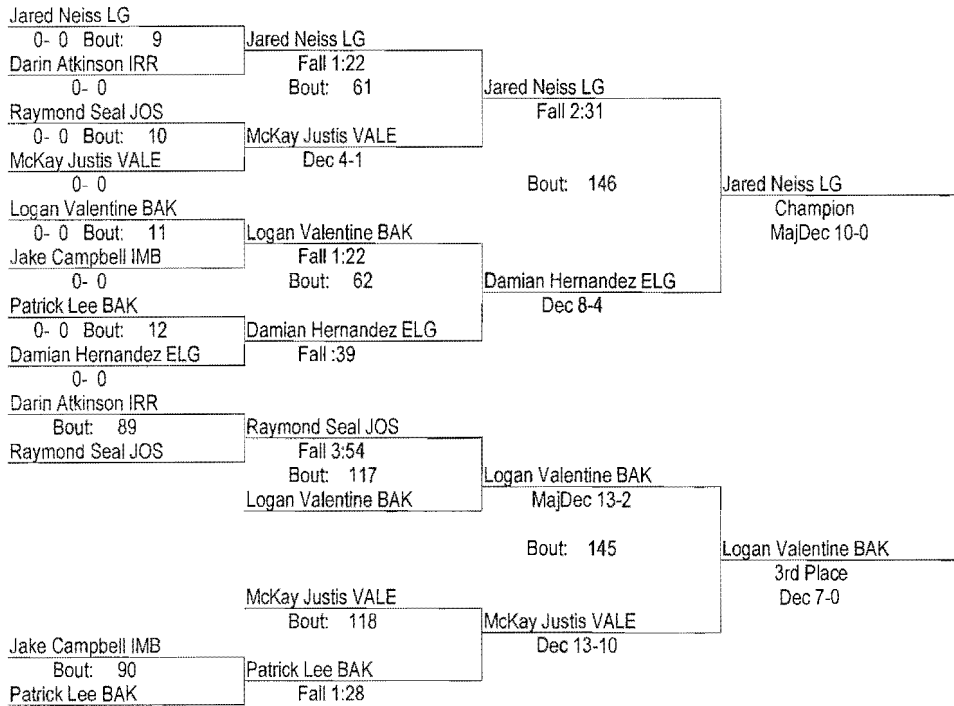 Jared Neiss LG
0- 0 Bout: 9
Jared Neiss LG
Darin Atkinson IRR
Fall 1:22
0- 0
Bout: 61
Jared Neiss LG
Raymond Seal JOS
Fall 2:31
0- 0 Bout: 10
McKay Justis VALE
McKay Justis VALE
Dec 4-1
0- 0
Bout: 146
Jared Neiss LG
Logan Valentine BAK
Champion
0- 0 Bout: 11
Logan Valentine BAK
MajDec 10-0
Jake Campbell IMB
Fall 1:22
0- 0
Bout: 62
Damian Hernandez ELG
Patrick Lee BAK
Dec 8-4
0- 0 Bout: 12
Damian Hernandez ELG
Damian Hernandez ELG
Fall :39
0- 0
Darin Atkinson IRR
Bout: 89
Raymond Seal JOS
Raymond Seal JOS
Fall 3:54
Bout: 117
Logan Valentine BAK
Logan Valentine BAK
MajDec 13-2
Bout: 145
Logan Valentine BAK
3rd Place
Dec 7-0
McKay Justis VALE
Bout: 118
McKay Justis VALE
Dec 13-10
Jake Campbell IMB
Bout: 90
Patrick Lee BAK
Patrick Lee BAK
Fall 1:28